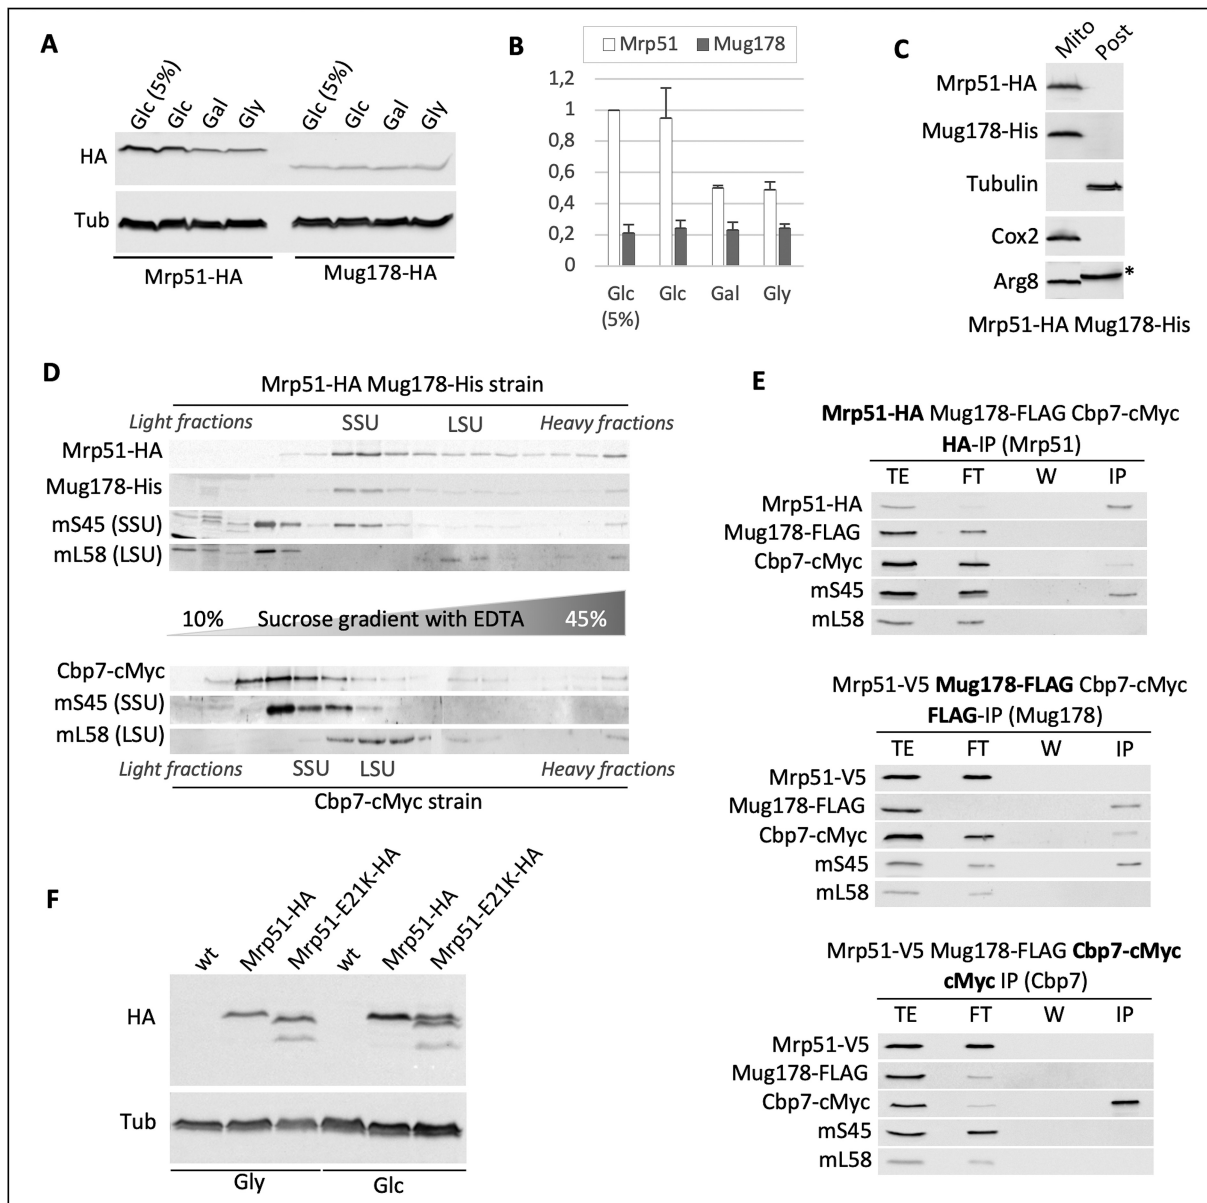 A
Glc (5%)
Glc
Gal
Gly
Glc (5%)
Glc
Gal
Gly
HA
Tub
Mrp51-HA
Mug178-HA
B
Mrp51
Mug178
1,2
1
0,8
0,6
0,4
0,2
0
Glc
(5%)
Glc
Gal
Gly
C
Mito
Post
Mrp51-HA
Mug178-His
Tubulin
Cox2
Arg8
*
Mrp51-HA Mug178-His
D
Mrp51-HA Mug178-His strain
Light fractions
SSU
LSU
Heavy fractions
Mrp51-HA
Mug178-His
mS45 (SSU)
mL58 (LSU)
10%
Sucrose gradient with EDTA
45%
Cbp7-cMyc
mS45 (SSU)
mL58 (LSU)
Light fractions
SSU
LSU
Heavy fractions
Cbp7-cMyc strain
E
Mrp51-HA Mug178-FLAG Cbp7-cMyc
HA-IP (Mrp51)
TE
FT
W
IP
Mrp51-HA
Mug178-FLAG
Cbp7-cMyc
mS45
mL58
Mrp51-V5 Mug178-FLAG Cbp7-cMyc
FLAG-IP (Mug178)
TE
FT
W
IP
Mrp51-V5
Mug178-FLAG
Cbp7-cMyc
mS45
mL58
Mrp51-V5 Mug178-FLAG Cbp7-cMyc
cMyc IP (Cbp7)
TE
FT
W
IP
Mrp51-V5
Mug178-FLAG
Cbp7-cMyc
mS45
mL58
F
wt
Mrp51-HA
Mrp51-E21K-HA
wt
Mrp51-HA
Mrp51-E21K-HA
HA
Tub
Gly
Glc